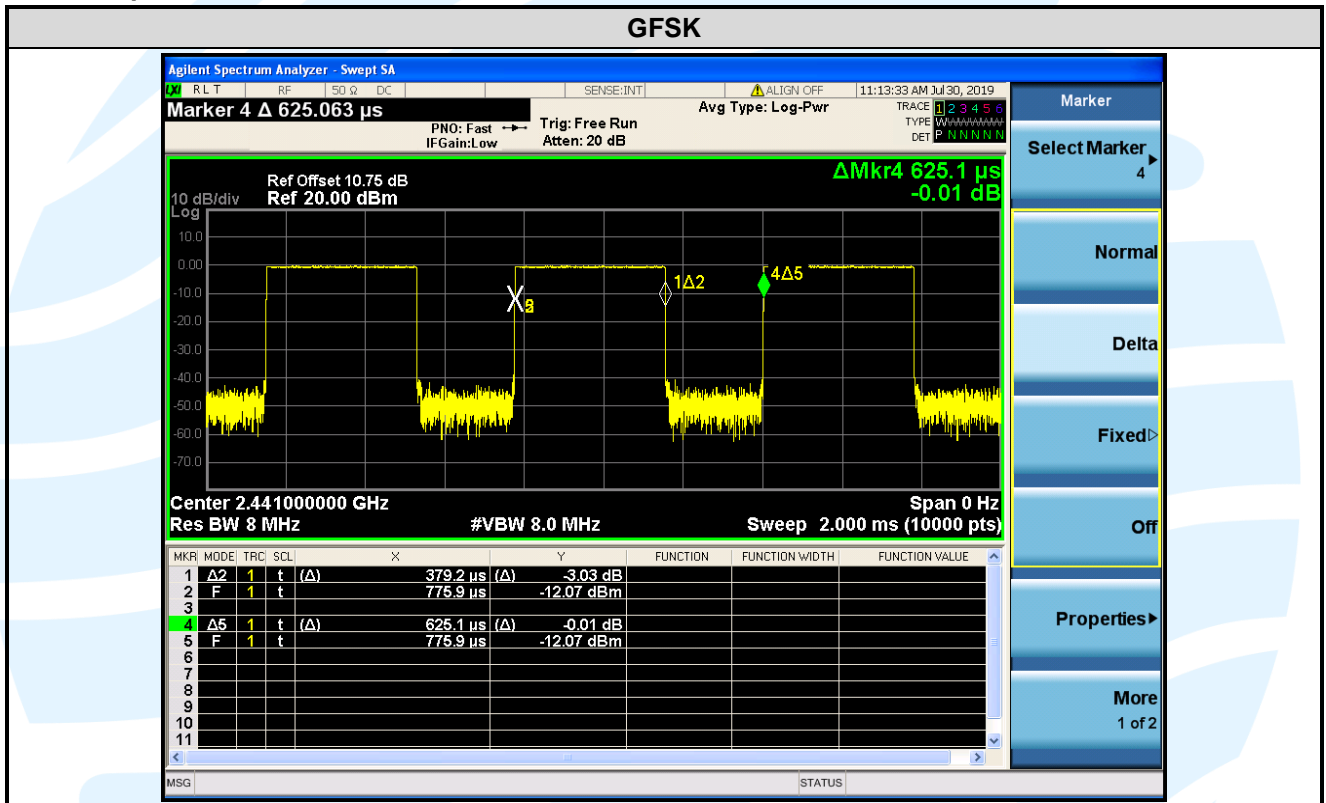 GFSK
Agilent Spectrum Analyzer - Swept SA
LXI RLT RF 50 Ω DC SENSE:INT ALIGN OFF 11:13:33 AM Jul 30, 2019
Marker 4 Δ 625.063 µs
PNO: Fast
IFGain:Low
Trig: Free Run
Atten: 20 dB
Avg Type: Log-Pwr
TRACE 1 2 3 4 5 6
TYPE
DET P N N N N N
ΔMkr4 625.1 µs
-0.01 dB
Ref Offset 10.75 dB
10 dB/div Ref 20.00 dBm
Log
10.0
0.00
-10.0
-20.0
-30.0
-40.0
-50.0
-60.0
-70.0
1Δ2
4Δ5
Center 2.441000000 GHz Span 0 Hz
Res BW 8 MHz #VBW 8.0 MHz Sweep 2.000 ms (10000 pts)
MKR MODE TRC SCL X Y FUNCTION FUNCTION WIDTH FUNCTION VALUE
1 Δ2 1 t (Δ) 379.2 µs (Δ) -3.03 dB
2 F 1 t 775.9 µs -12.07 dBm
3
4 Δ5 1 t (Δ) 625.1 µs (Δ) -0.01 dB
5 F 1 t 775.9 µs -12.07 dBm
6
7
8
9
10
11
MSG STATUS
Marker
Select Marker
4
Normal
Delta
Fixed
Off
Properties
More
1 of 2